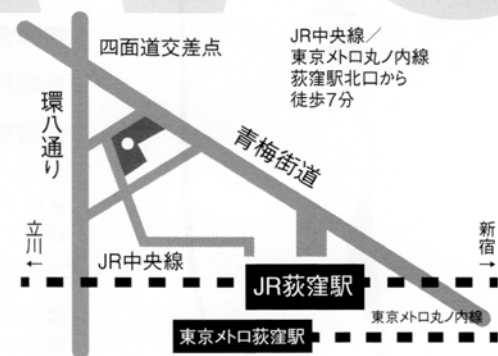 四面道交差点
JR中央線／
東京メトロ丸ノ内線
荻窪駅北口から
徒歩7分
環八通り
青梅街道
立川
←
新宿
→
JR中央線
JR荻窪駅
東京メトロ丸ノ内線
東京メトロ荻窪駅